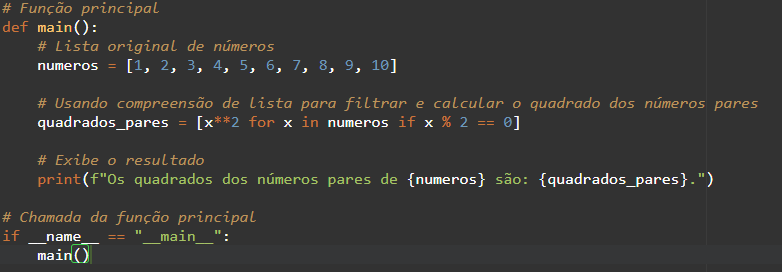 # Função principal
def main():
    # Lista original de números
    numeros = [1, 2, 3, 4, 5, 6, 7, 8, 9, 10]

    # Usando compreensão de lista para filtrar e calcular o quadrado dos números pares
    quadrados_pares = [x**2 for x in numeros if x % 2 == 0]

    # Exibe o resultado
    print(f"Os quadrados dos números pares de {numeros} são: {quadrados_pares}.")

# Chamada da função principal
if __name__ == "__main__":
    main()